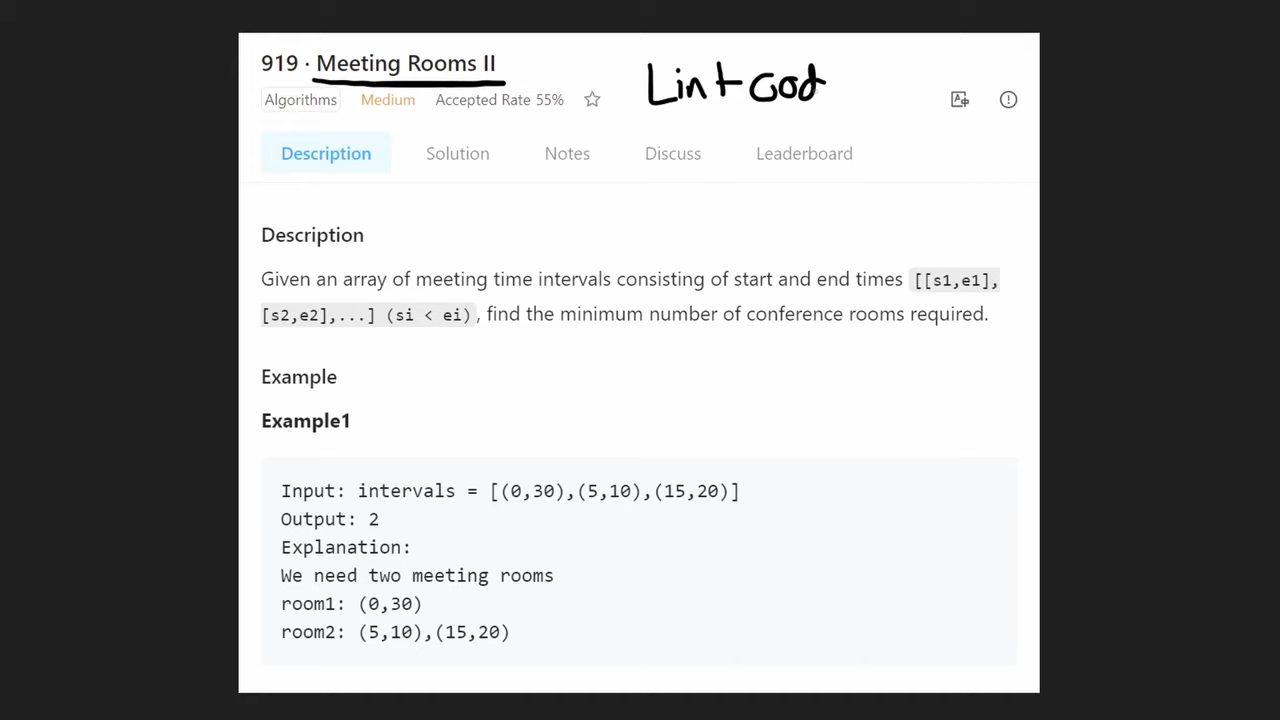 919 · Meeting Rooms II
Lintcod
Algorithms Medium Accepted Rate 55%
Description Solution Notes Discuss Leaderboard
Description
Given an array of meeting time intervals consisting of start and end times [[s1,e1],
[s2,e2],...] (si < ei), find the minimum number of conference rooms required.
Example
Example1
Input: intervals = [(0,30),(5,10),(15,20)]
Output: 2
Explanation:
We need two meeting rooms
room1: (0,30)
room2: (5,10),(15,20)